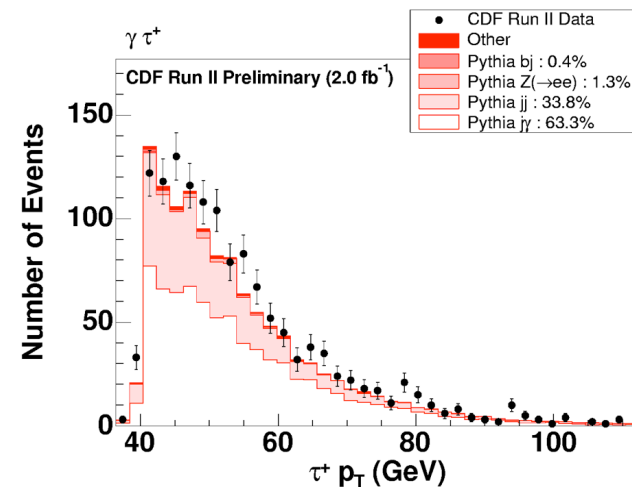 γ τ⁺
CDF Run II Data
Other
Pythia bj : 0.4%
Pythia Z(→ee) : 1.3%
Pythia jj : 33.8%
Pythia jγ : 63.3%
CDF Run II Preliminary (2.0 fb⁻¹)
Number of Events
150
100
50
0
40 60 80 100
τ⁺ p_T (GeV)